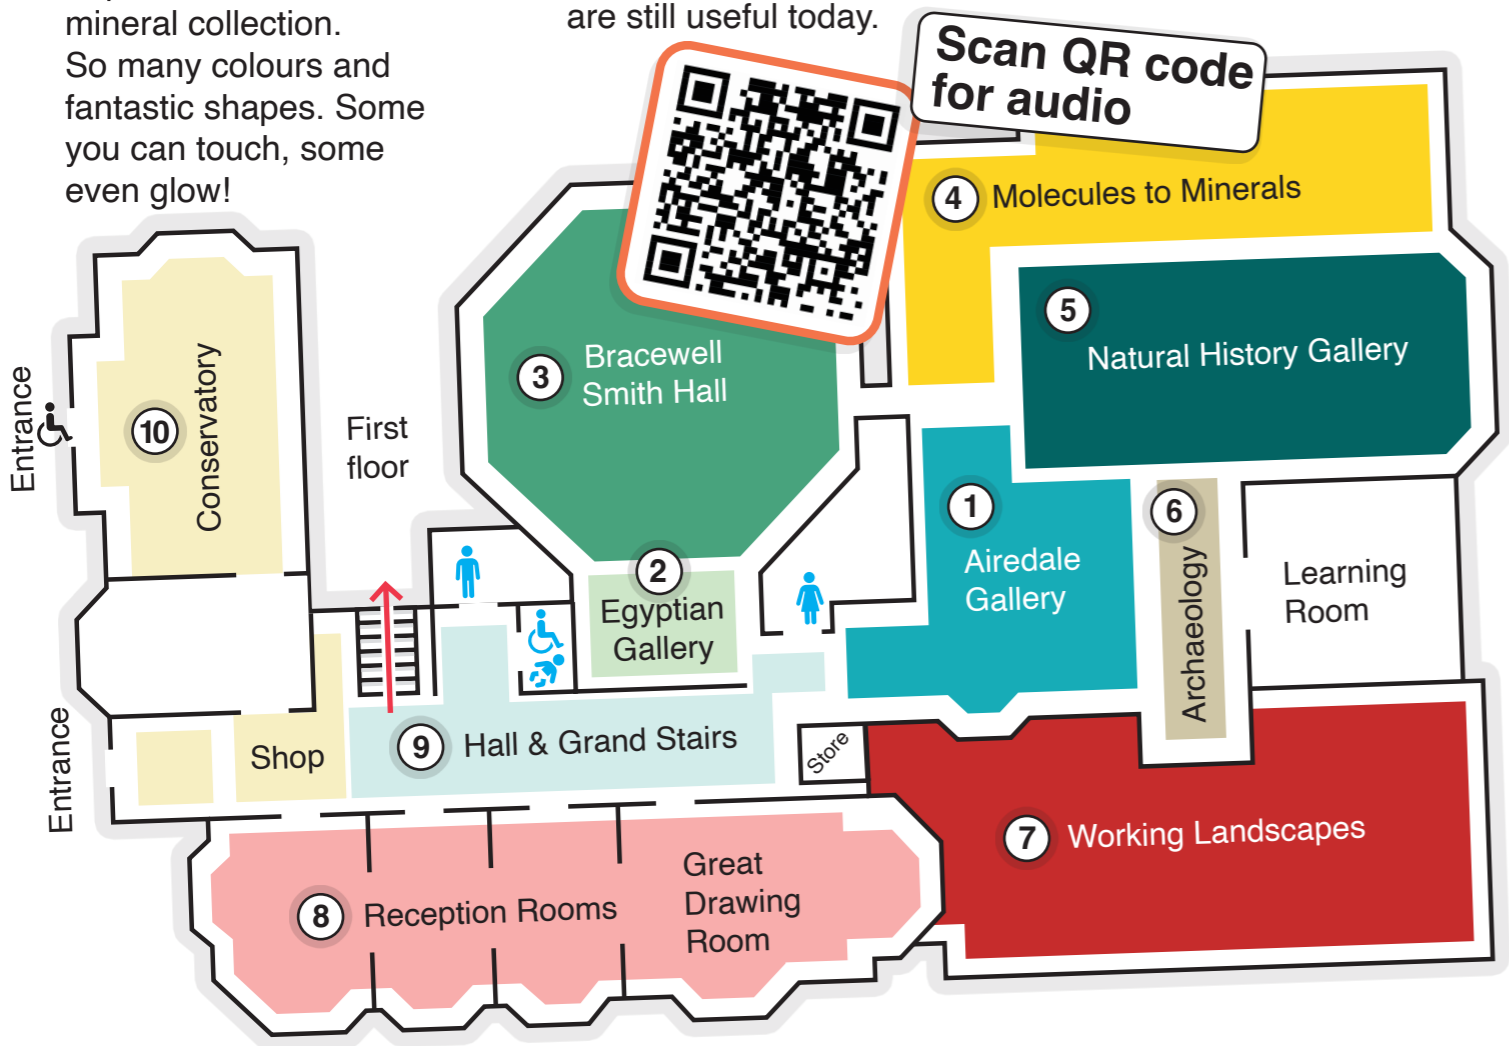 mineral collection.
So many colours and
fantastic shapes. Some
you can touch, some
even glow!
are still useful today.
Scan QR code
for audio
4 Molecules to Minerals
5
Natural History Gallery
3 Bracewell
Smith Hall
Entrance
10
Conservatory
First
floor
1
Airedale
Gallery
6
Archaeology
Learning
Room
2
Egyptian
Gallery
Entrance
Shop
9 Hall & Grand Stairs
Store
7 Working Landscapes
8 Reception Rooms
Great
Drawing
Room